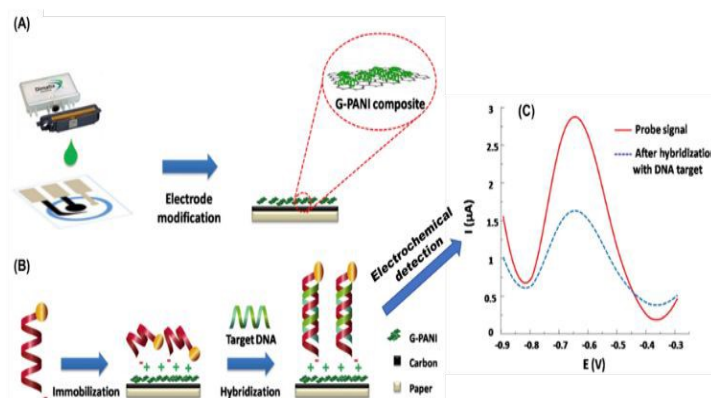 (A)
Dimatix
G-PANI composite
Electrode
modification
(B)
Immobilization
Target DNA
Hybridization
G-PANI
Carbon
Paper
Electrochemical
detection
(C)
Probe signal
After hybridization
with DNA target
I (µA)
3
2.5
2
1.5
1
0.5
0
-0.9 -0.8 -0.7 -0.6 -0.5 -0.4 -0.3
E (V)